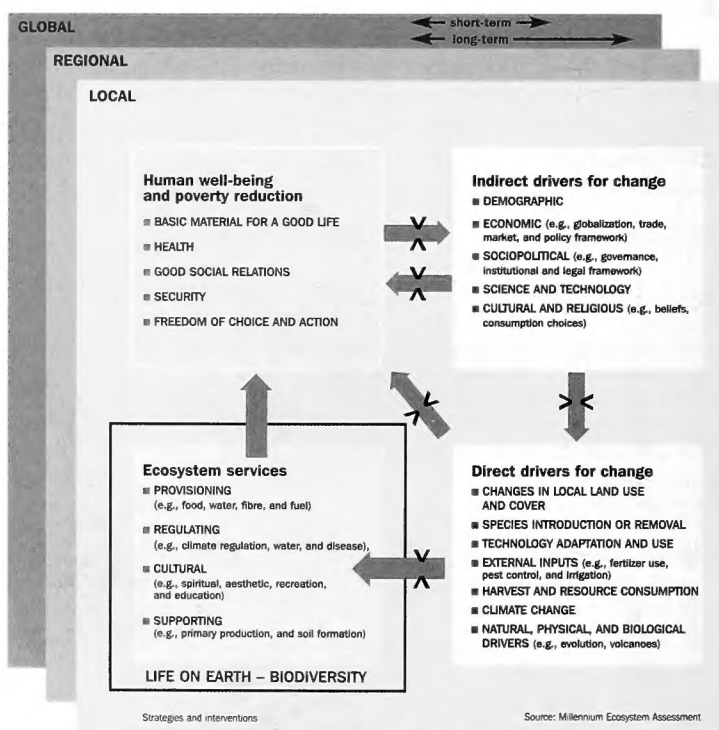 GLOBAL
short-term
long-term
REGIONAL
LOCAL
Human well-being
and poverty reduction
BASIC MATERIAL FOR A GOOD LIFE
HEALTH
GOOD SOCIAL RELATIONS
SECURITY
FREEDOM OF CHOICE AND ACTION
Indirect drivers for change
DEMOGRAPHIC
ECONOMIC (e.g., globalization, trade,
market, and policy framework)
SOCIOPOLITICAL (e.g., governance,
institutional and legal framework)
SCIENCE AND TECHNOLOGY
CULTURAL AND RELIGIOUS (e.g., beliefs,
consumption choices)
Ecosystem services
PROVISIONING
(e.g., food, water, fibre, and fuel)
REGULATING
(e.g., climate regulation, water, and disease),
CULTURAL
(e.g., spiritual, aesthetic, recreation,
and education)
SUPPORTING
(e.g., primary production, and soil formation)
LIFE ON EARTH – BIODIVERSITY
Direct drivers for change
CHANGES IN LOCAL LAND USE
AND COVER
SPECIES INTRODUCTION OR REMOVAL
TECHNOLOGY ADAPTATION AND USE
EXTERNAL INPUTS (e.g., fertilizer use,
pest control, and irrigation)
HARVEST AND RESOURCE CONSUMPTION
CLIMATE CHANGE
NATURAL, PHYSICAL, AND BIOLOGICAL
DRIVERS (e.g., evolution, volcanoes)
Strategies and interventions
Source: Millennium Ecosystem Assessment